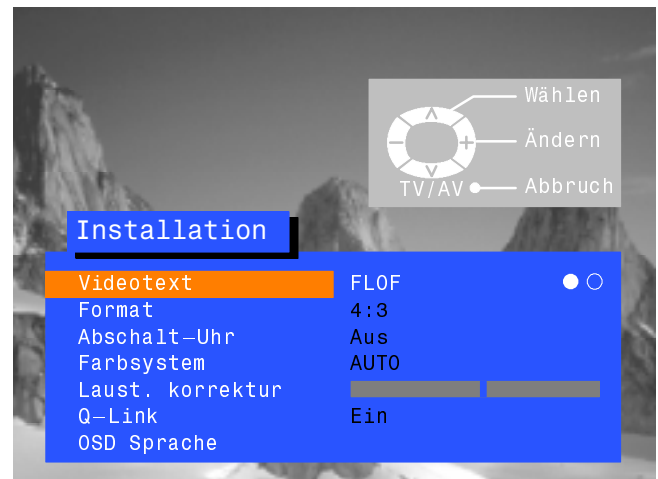 Wählen
Ändern
TV/AV Abbruch
Installation
Videotext FLOF
Format 4:3
Abschalt–Uhr Aus
Farbsystem AUTO
Laust. korrektur
Q–Link Ein
OSD Sprache